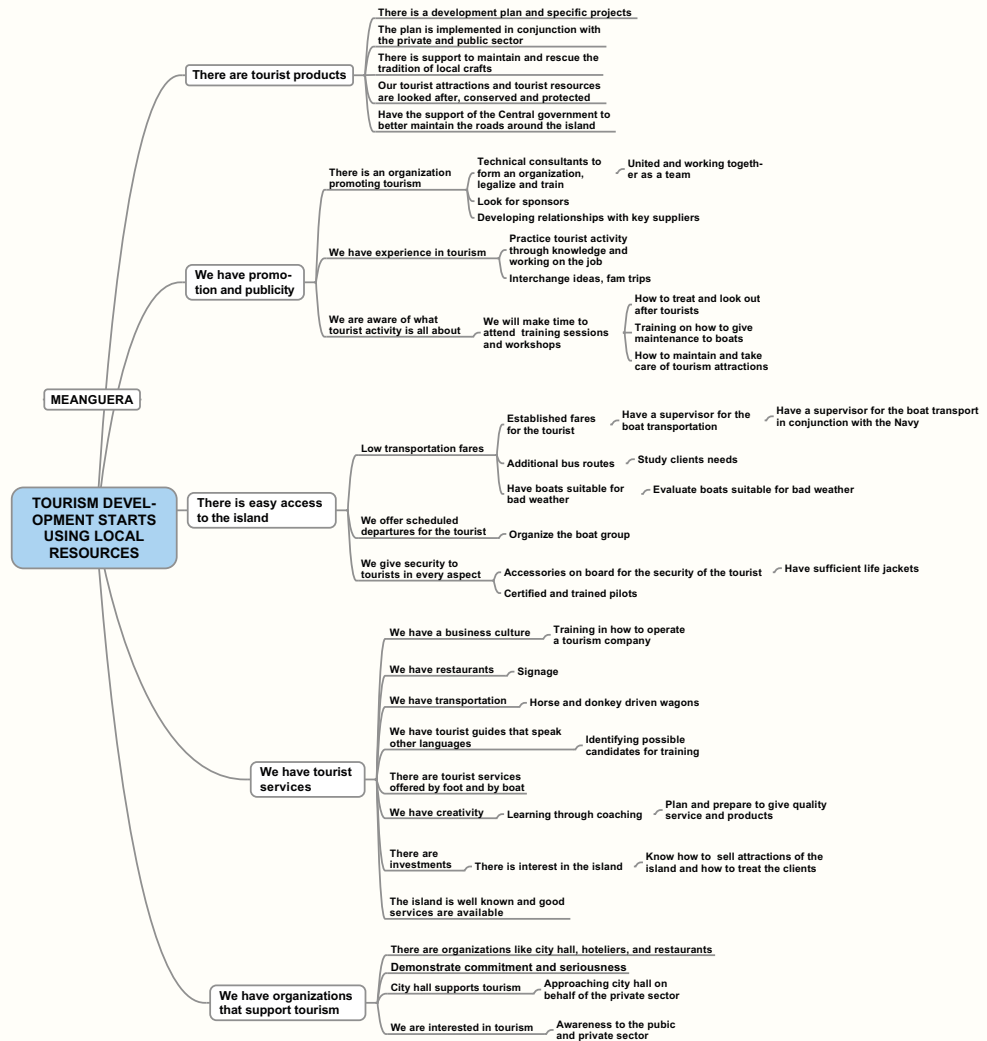 There is a development plan and specific projects
The plan is implemented in conjunction with
the private and public sector
There is support to maintain and rescue the
tradition of local crafts
There are tourist products
Our tourist attractions and tourist resources
are looked after, conserved and protected
Have the support of the Central government to
better maintain the roads around the island
There is an organization
promoting tourism
Technical consultants to
form an organization,
legalize and train
United and working togeth-
er as a team
Look for sponsors
Developing relationships with key suppliers
We have experience in tourism
Practice tourist activity
through knowledge and
working on the job
Interchange ideas, fam trips
We have promo-
tion and publicity
We are aware of what
tourist activity is all about
We will make time to
attend  training sessions
and workshops
How to treat and look out
after tourists
Training on how to give
maintenance to boats
How to maintain and take
care of tourism attractions
MEANGUERA
TOURISM DEVEL-
OPMENT STARTS
USING LOCAL
RESOURCES
There is easy access
to the island
Low transportation fares
Established fares
for the tourist
Have a supervisor for the
boat transportation
Have a supervisor for the boat transport
in conjunction with the Navy
Additional bus routes
Study clients needs
Have boats suitable for
bad weather
Evaluate boats suitable for bad weather
We offer scheduled
departures for the tourist
Organize the boat group
We give security to
tourists in every aspect
Accessories on board for the security of the tourist
Have sufficient life jackets
Certified and trained pilots
We have a business culture
Training in how to operate
a tourism company
We have restaurants
Signage
We have transportation
Horse and donkey driven wagons
We have tourist guides that speak
other languages
Identifying possible
candidates for training
We have tourist
services
There are tourist services
offered by foot and by boat
We have creativity
Learning through coaching
Plan and prepare to give quality
service and products
There are
investments
There is interest in the island
Know how to  sell attractions of the
island and how to treat the clients
The island is well known and good
services are available
There are organizations like city hall, hoteliers, and restaurants
Demonstrate commitment and seriousness
City hall supports tourism
Approaching city hall on
behalf of the private sector
We have organizations
that support tourism
We are interested in tourism
Awareness to the pubic
and private sector